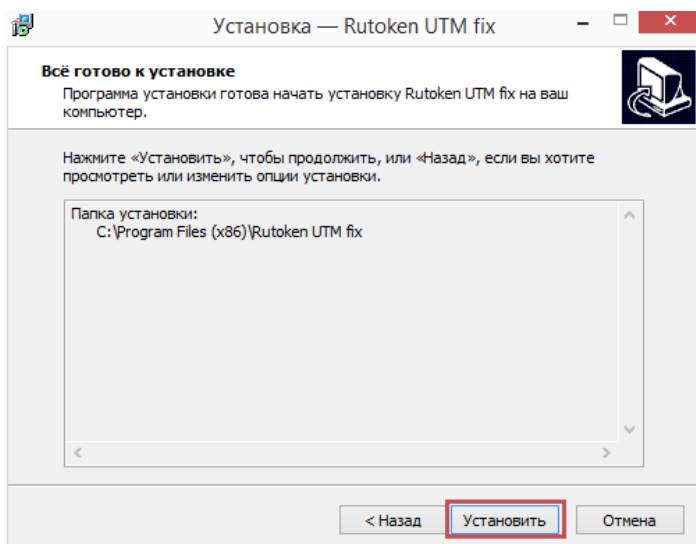 Установка — Rutoken UTM fix
Всё готово к установке
Программа установки готова начать установку Rutoken UTM fix на ваш
компьютер.
Нажмите «Установить», чтобы продолжить, или «Назад», если вы хотите
просмотреть или изменить опции установки.
Папка установки:
C:\Program Files (x86)\Rutoken UTM fix
< Назад
Установить
Отмена